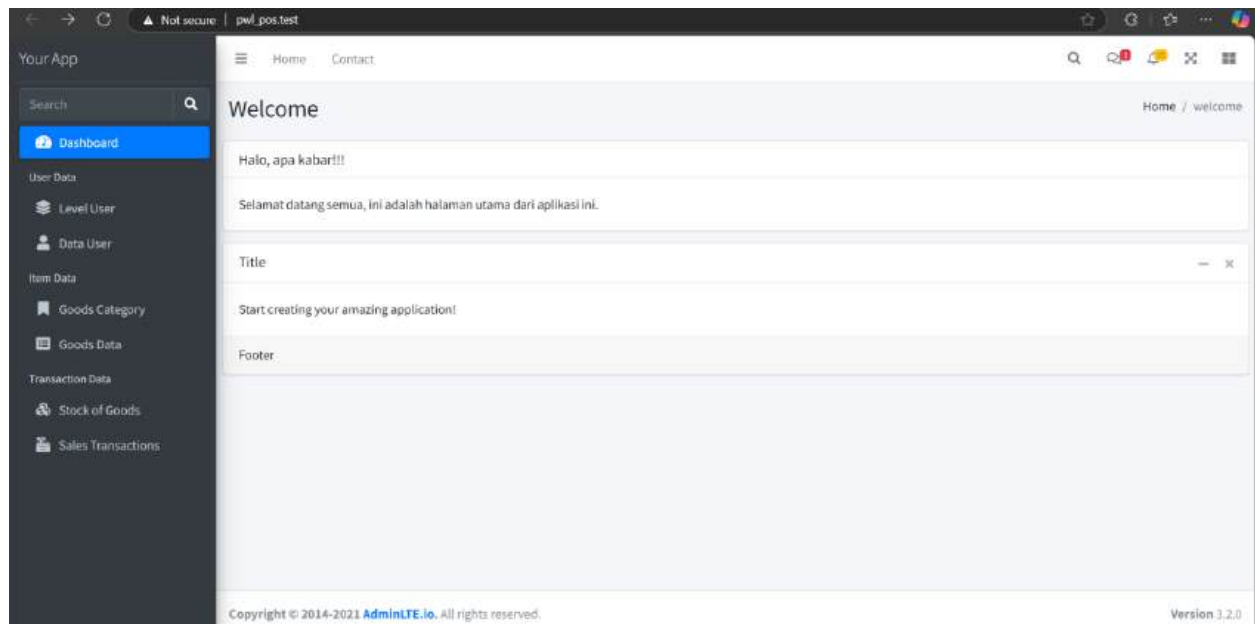 Not secure | pwl_pos.test
Your App
Home Contact
Search
Welcome
Home / welcome
Dashboard
Halo, apa kabar!!!
User Data
Level User
Selamat datang semua, ini adalah halaman utama dari aplikasi ini.
Data User
Title
Item Data
Goods Category
Start creating your amazing application!
Goods Data
Footer
Transaction Data
Stock of Goods
Sales Transactions
Copyright © 2014-2021 AdminLTE.io. All rights reserved.
Version 3.2.0